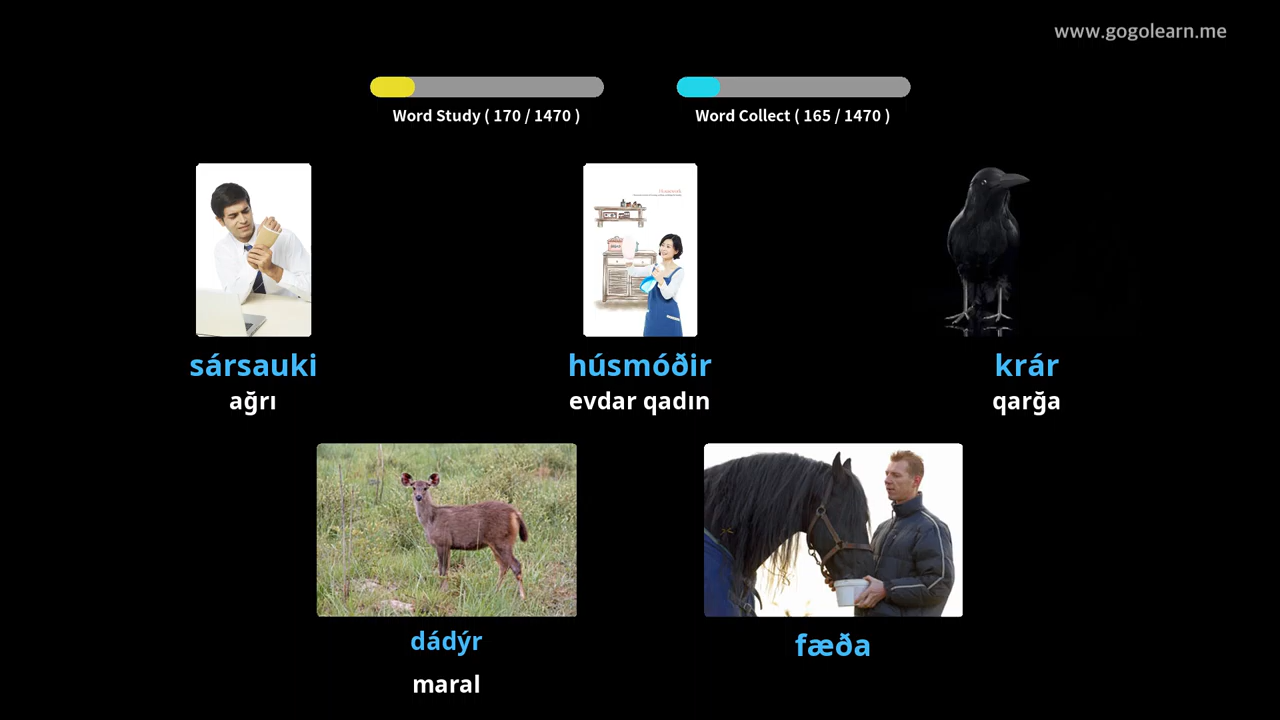 www.gogolearn.me
Word Study ( 170 / 1470 )
Word Collect ( 165 / 1470 )
sársauki
ağrı
húsmóðir
evdar qadın
krár
qarğa
dádýr
maral
fæða